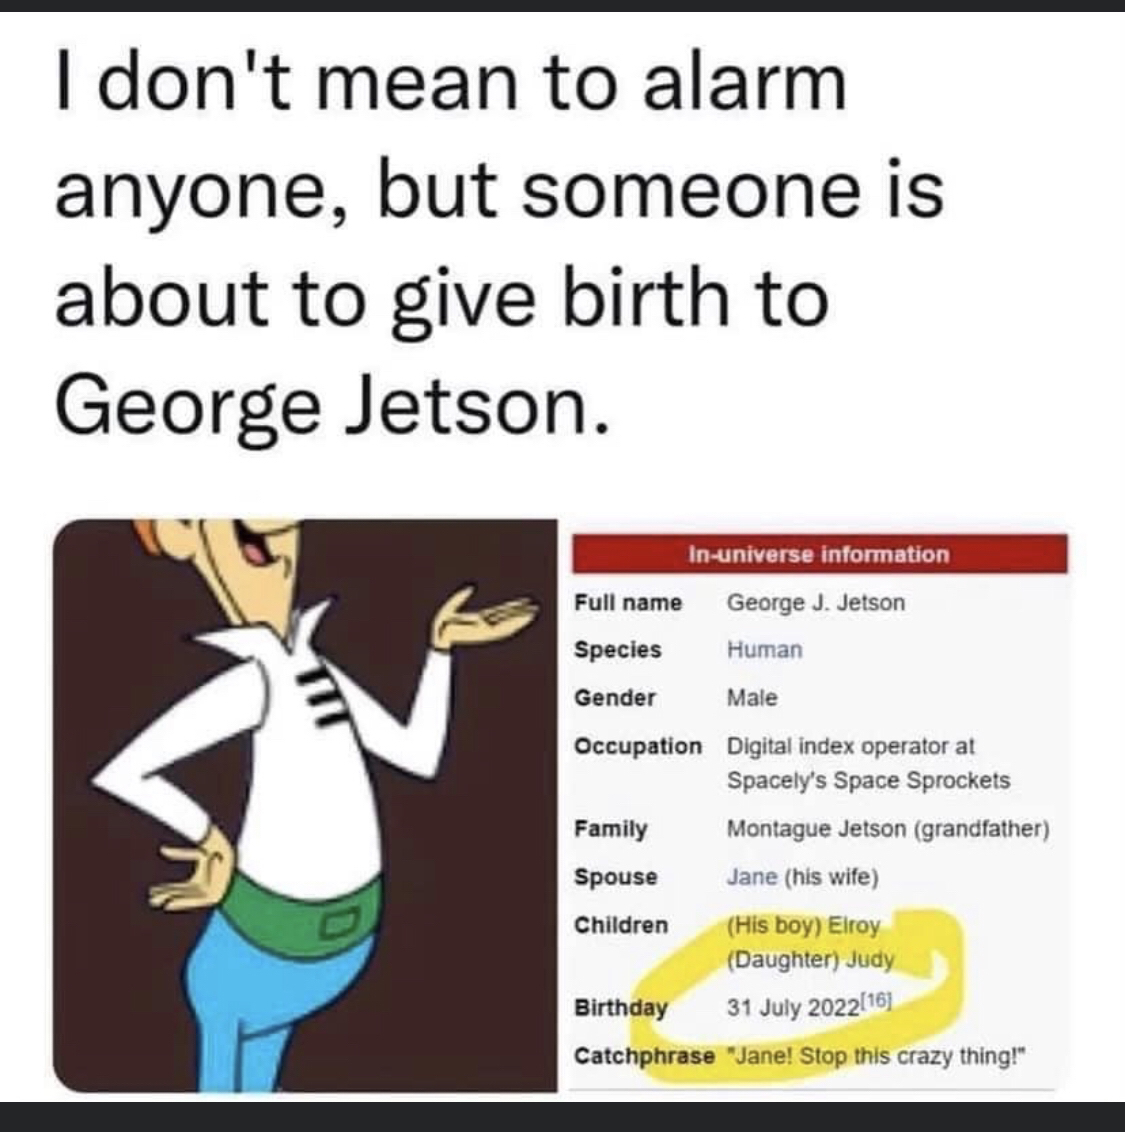 I don't mean to alarm
anyone, but someone is
about to give birth to
George Jetson.
In-universe information
Full name George J. Jetson
Species Human
Gender Male
Occupation Digital index operator at
Spacely's Space Sprockets
Family Montague Jetson (grandfather)
Spouse Jane (his wife)
Children (His boy) Elroy
(Daughter) Judy
Birthday 31 July 2022[16]
Catchphrase "Jane! Stop this crazy thing!"